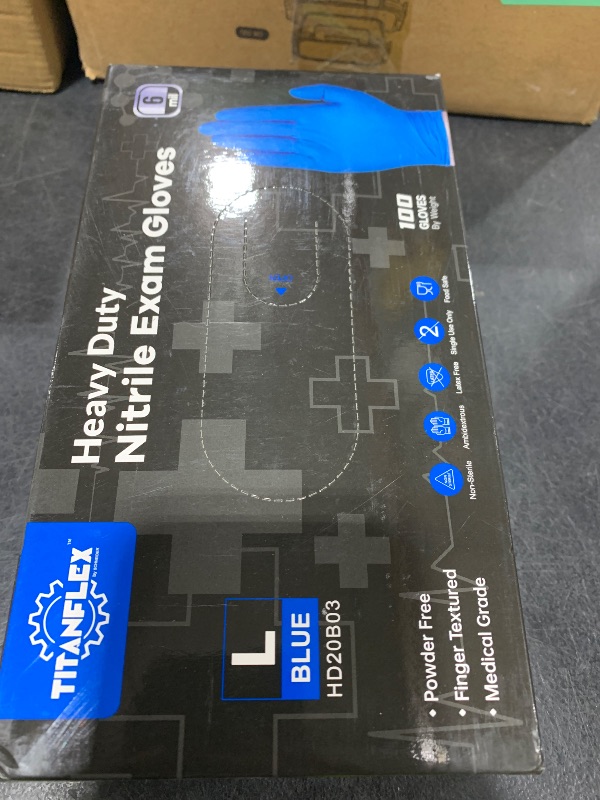 TITANFLEX™
Heavy Duty
Nitrile Exam Gloves
6
mil
L
BLUE
HD20B03
100
GLOVES
By Weight
Non-Sterile
Ambidextrous
Latex Free
Single Use Only
Food Safe
• Powder Free
• Finger Textured
• Medical Grade